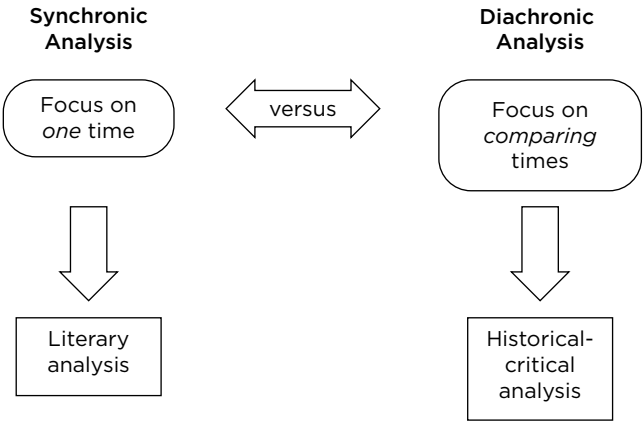 Synchronic
Analysis
Focus on
one time
Literary
analysis
versus
Diachronic
Analysis
Focus on
comparing
times
Historical-
critical
analysis